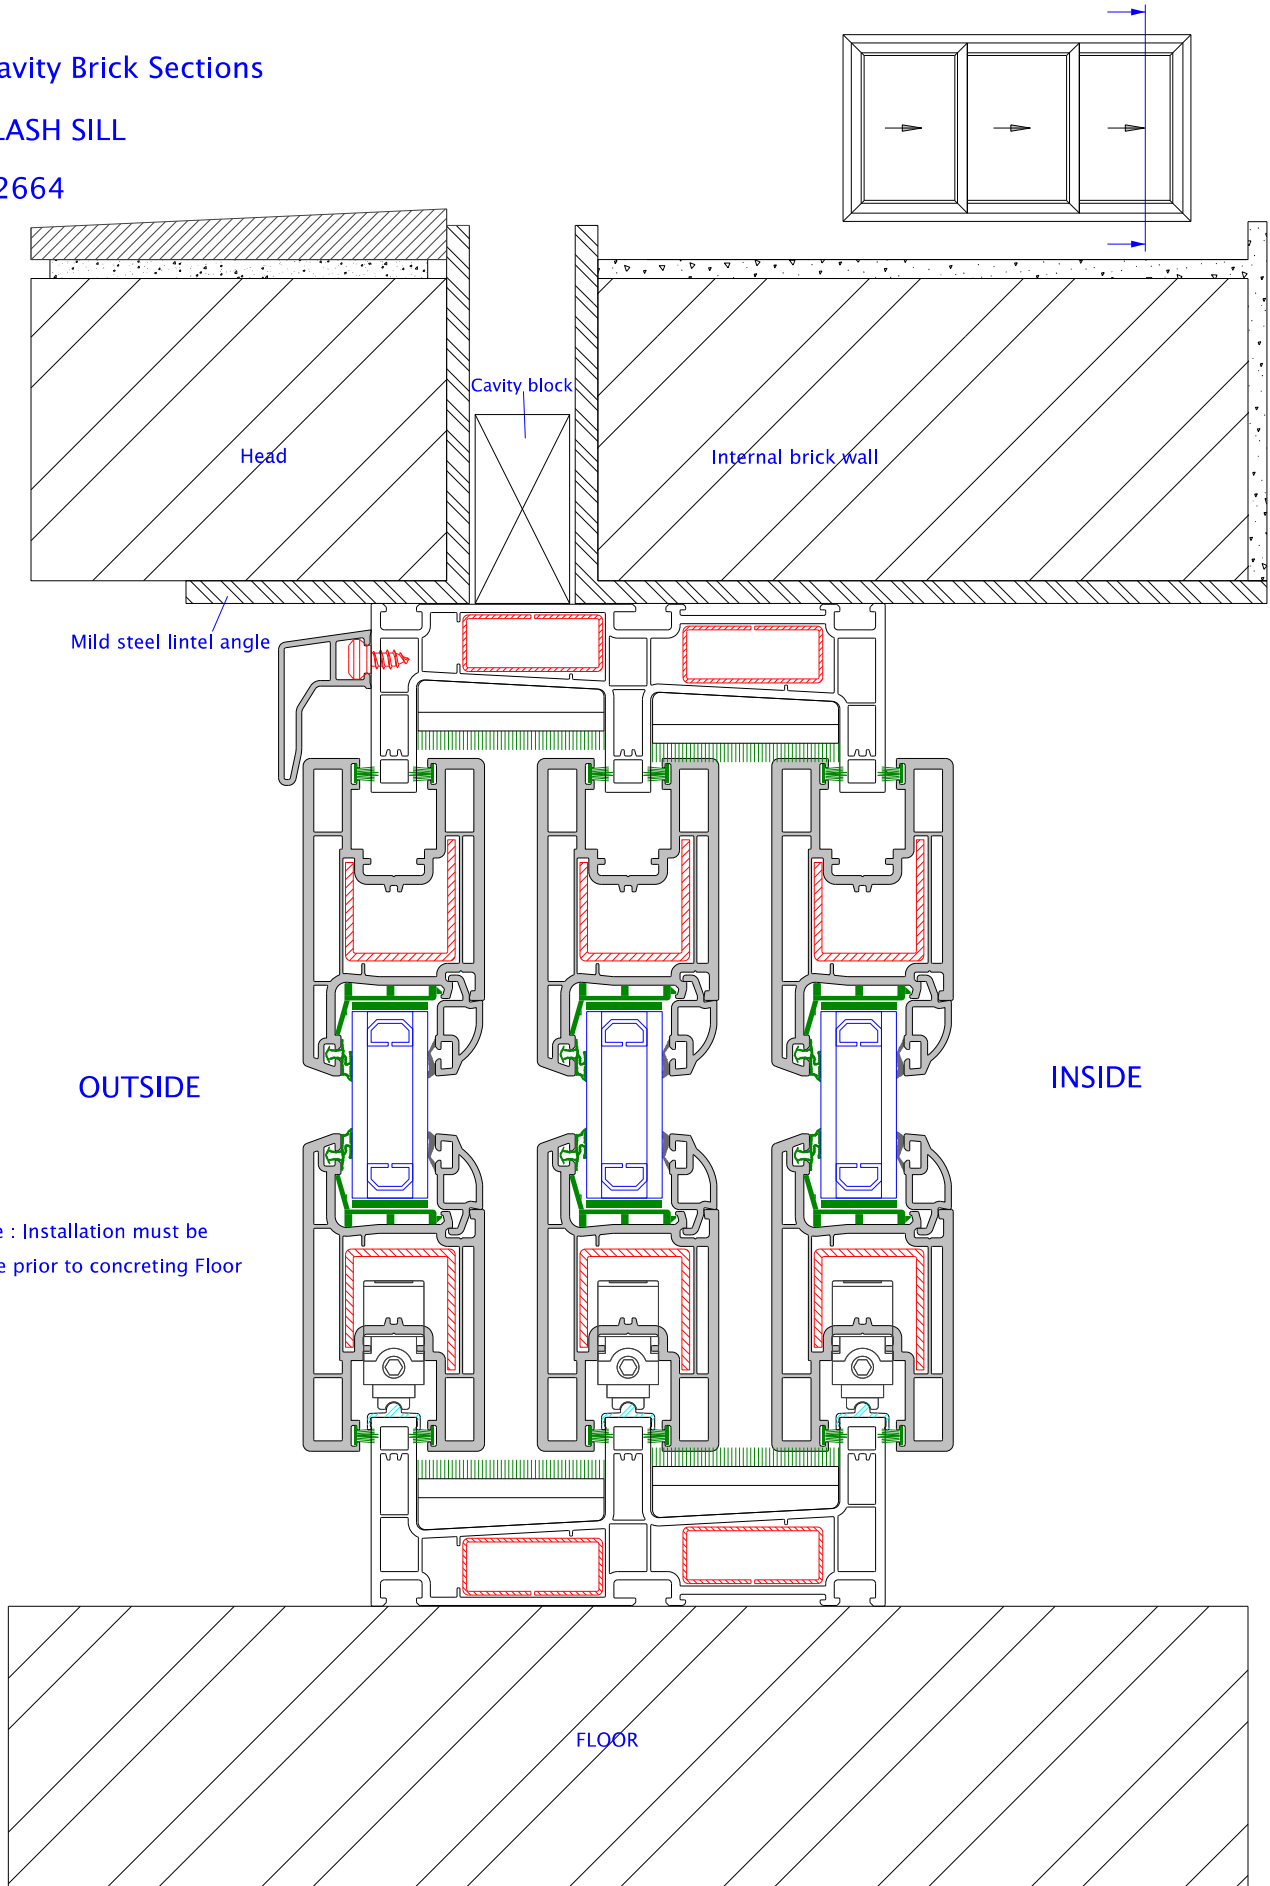 avity Brick Sections
LASH SILL
2664
Cavity block
Head
Internal brick wall
Mild steel lintel angle
OUTSIDE
INSIDE
e : Installation must be
e prior to concreting Floor
FLOOR